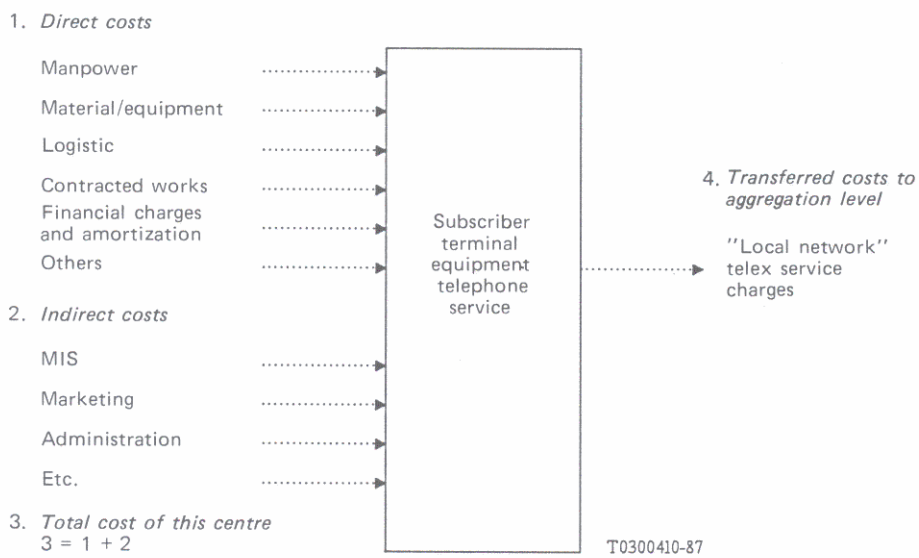 1. Direct costs
Manpower
Material/equipment
Logistic
Contracted works
Financial charges
and amortization
Others
2. Indirect costs
MIS
Marketing
Administration
Etc.
3. Total cost of this centre
3 = 1 + 2
Subscriber
terminal
equipment
telephone
service
4. Transferred costs to
aggregation level
"Local network"
telex service
charges
T0300410-87